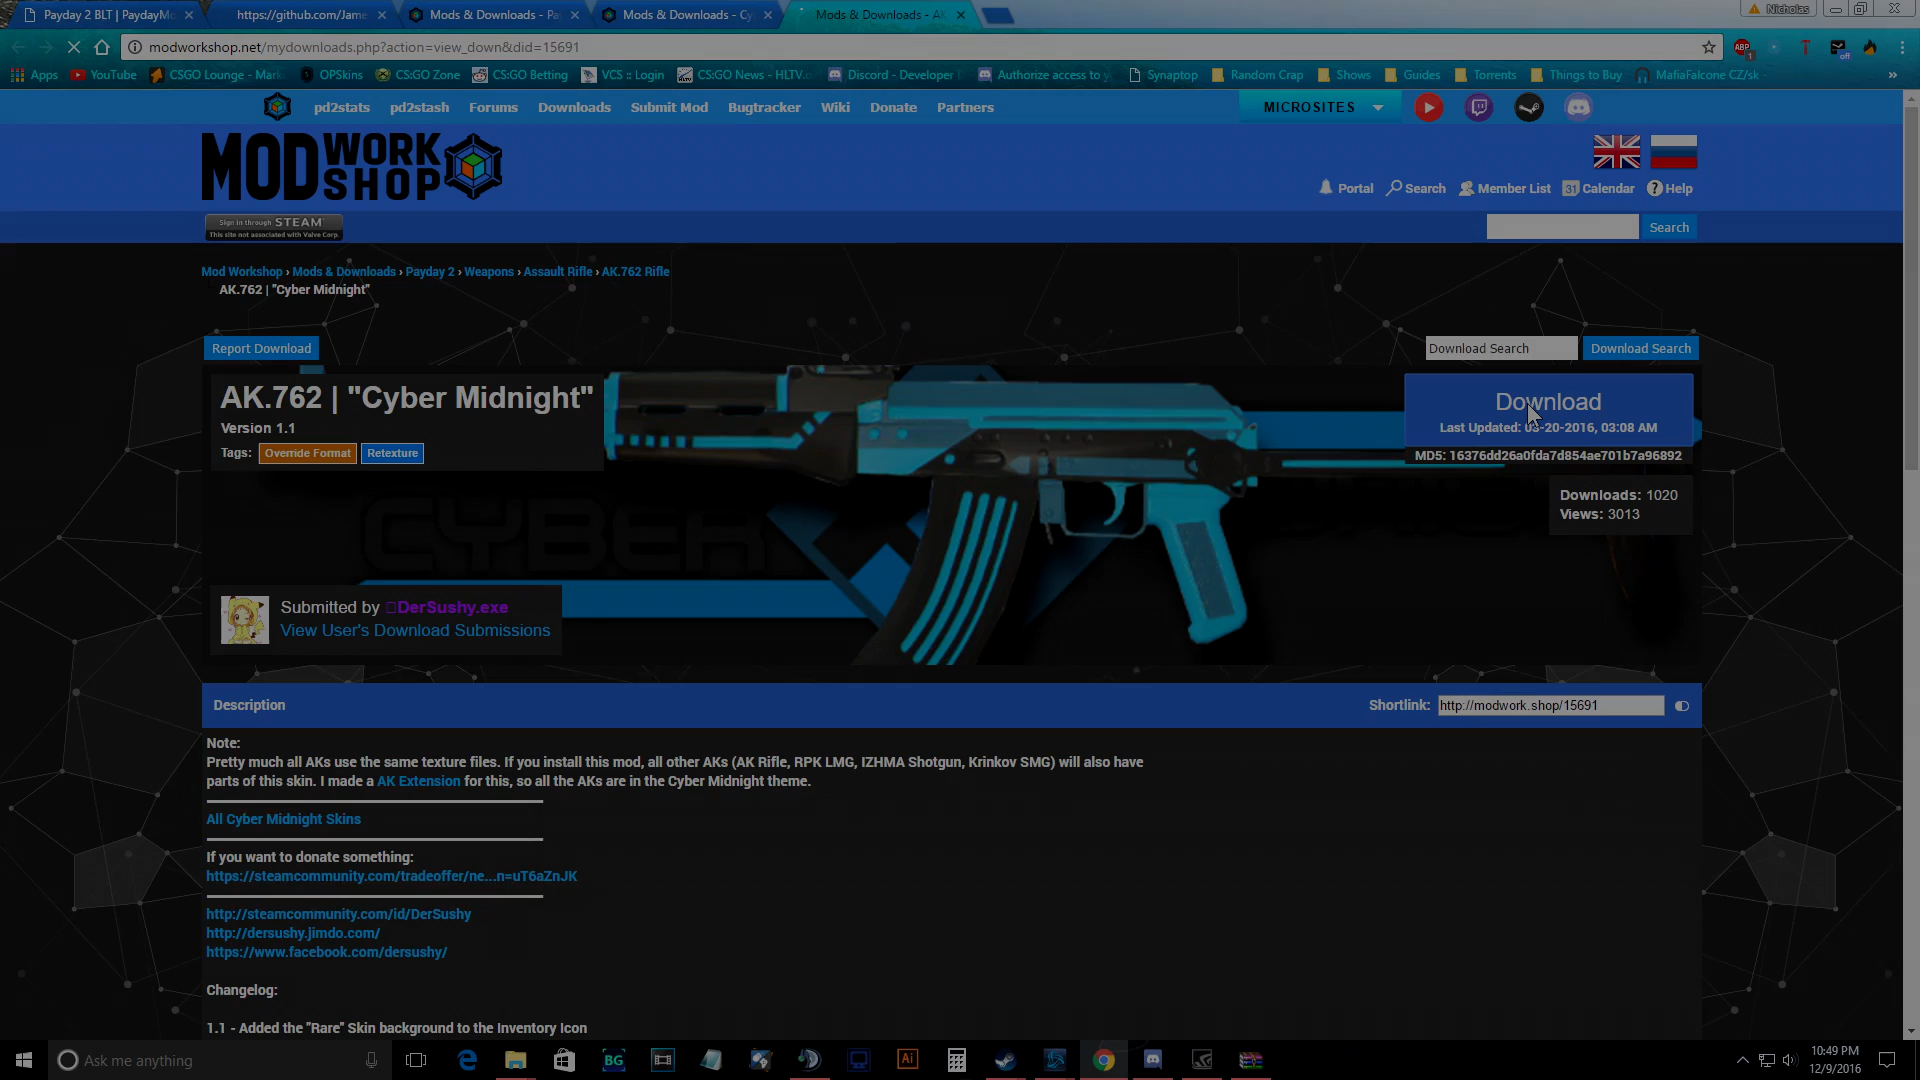 Payday 2 BLT | PaydayMo
https://github.com/Jame
Mods & Downloads - Pa
Mods & Downloads - Cy
Mods & Downloads - AK
Nicholas
modworkshop.net/mydownloads.php?action=view_down&did=15691
Apps YouTube CSGO Lounge - Mark OPSkins CS:GO Zone CS:GO Betting VCS :: Login CS:GO News - HLTV.o Discord - Developer Authorize access to y Synaptop Random Crap Shows Guides Torrents Things to Buy MafiaFalcone CZ/sk -
pd2stats pd2stash Forums Downloads Submit Mod Bugtracker Wiki Donate Partners MICROSITES
MOD WORK SHOP
Portal Search Member List 31 Calendar ? Help
Sign in through STEAM
This site not associated with Valve Corp.
Search
Mod Workshop › Mods & Downloads › Payday 2 › Weapons › Assault Rifle › AK.762 Rifle
AK.762 | "Cyber Midnight"
Report Download
Download Search Download Search
AK.762 | "Cyber Midnight"
Version 1.1
Tags: Override Format Retexture
Download
Last Updated: 03-20-2016, 03:08 AM
MD5: 16376dd26a0fda7d854ae701b7a96892
Downloads: 1020
Views: 3013
CYBER
Submitted by DerSushy.exe
View User's Download Submissions
Description
Shortlink: http://modwork.shop/15691
Note:
Pretty much all AKs use the same texture files. If you install this mod, all other AKs (AK Rifle, RPK LMG, IZHMA Shotgun, Krinkov SMG) will also have
parts of this skin. I made a AK Extension for this, so all the AKs are in the Cyber Midnight theme.
All Cyber Midnight Skins
If you want to donate something:
https://steamcommunity.com/tradeoffer/ne...n=uT6aZnJK
http://steamcommunity.com/id/DerSushy
http://dersushy.jimdo.com/
https://www.facebook.com/dersushy/
Changelog:
1.1 - Added the "Rare" Skin background to the Inventory Icon
Ask me anything
BG
Ai
10:49 PM
12/9/2016